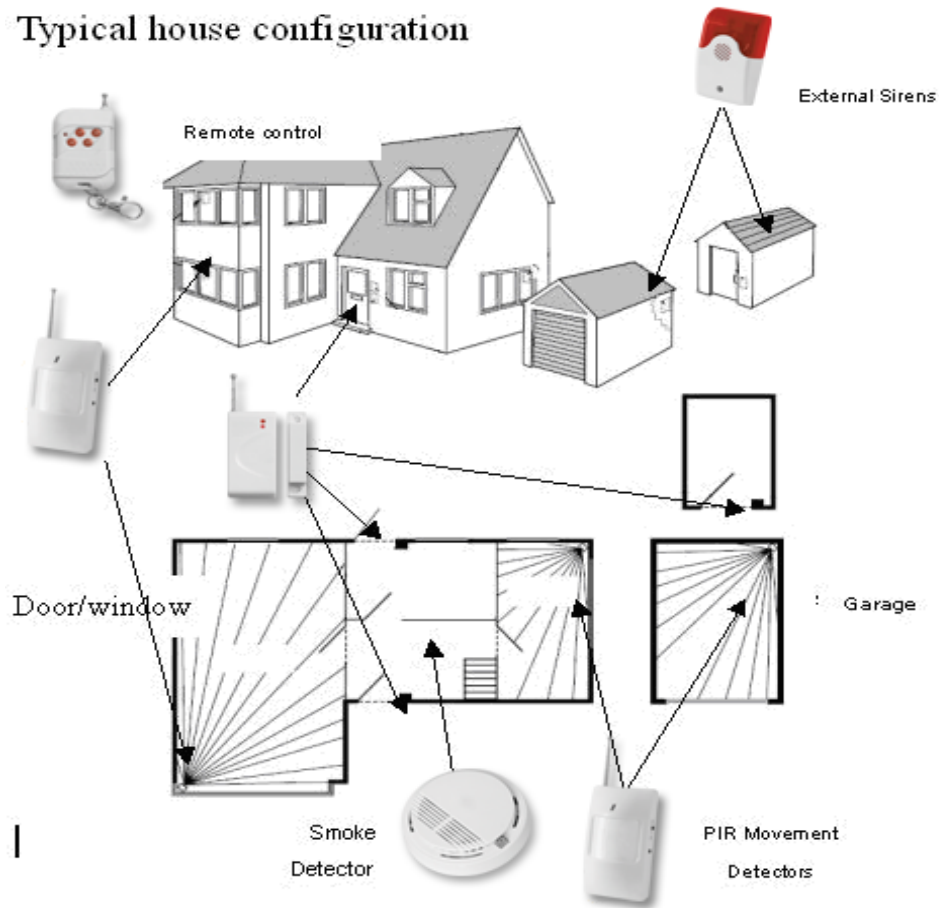 Typical house configuration
External Sirens
Remote control
Door/window
: Garage
Smoke
Detector
PIR Movement
Detectors